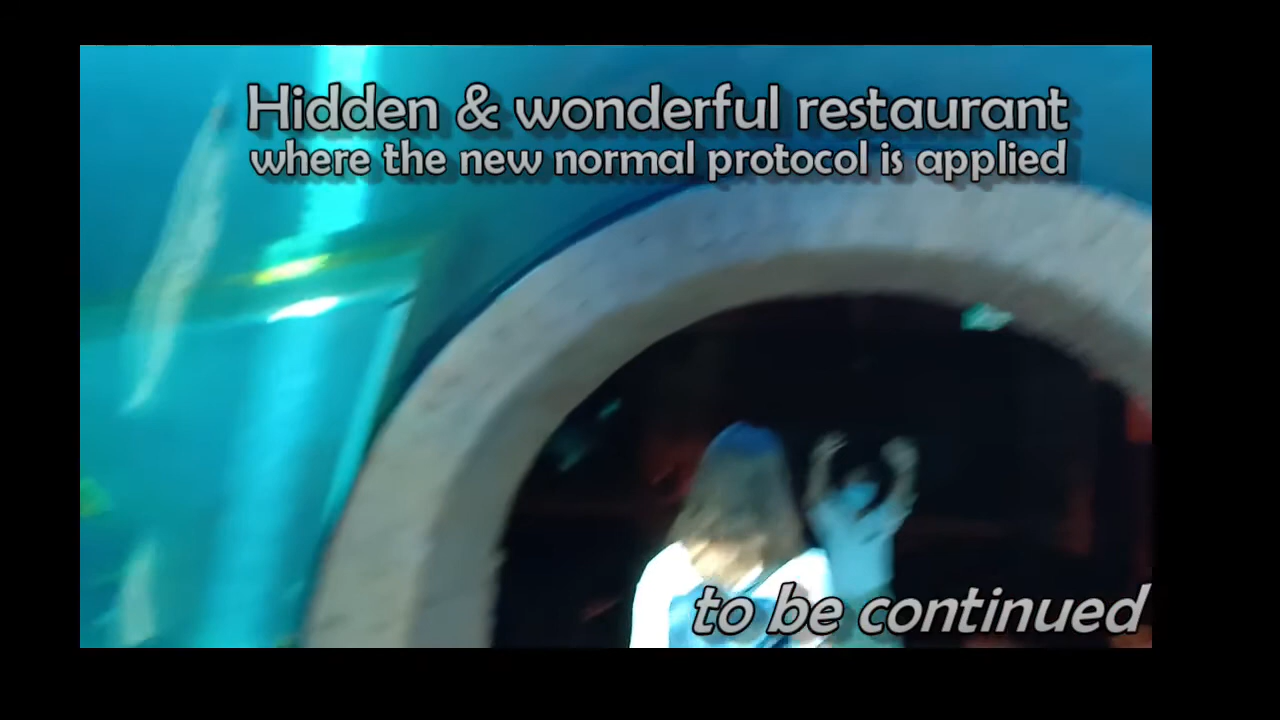 Hidden & wonderful restaurant
where the new normal protocol is applied
to be continued